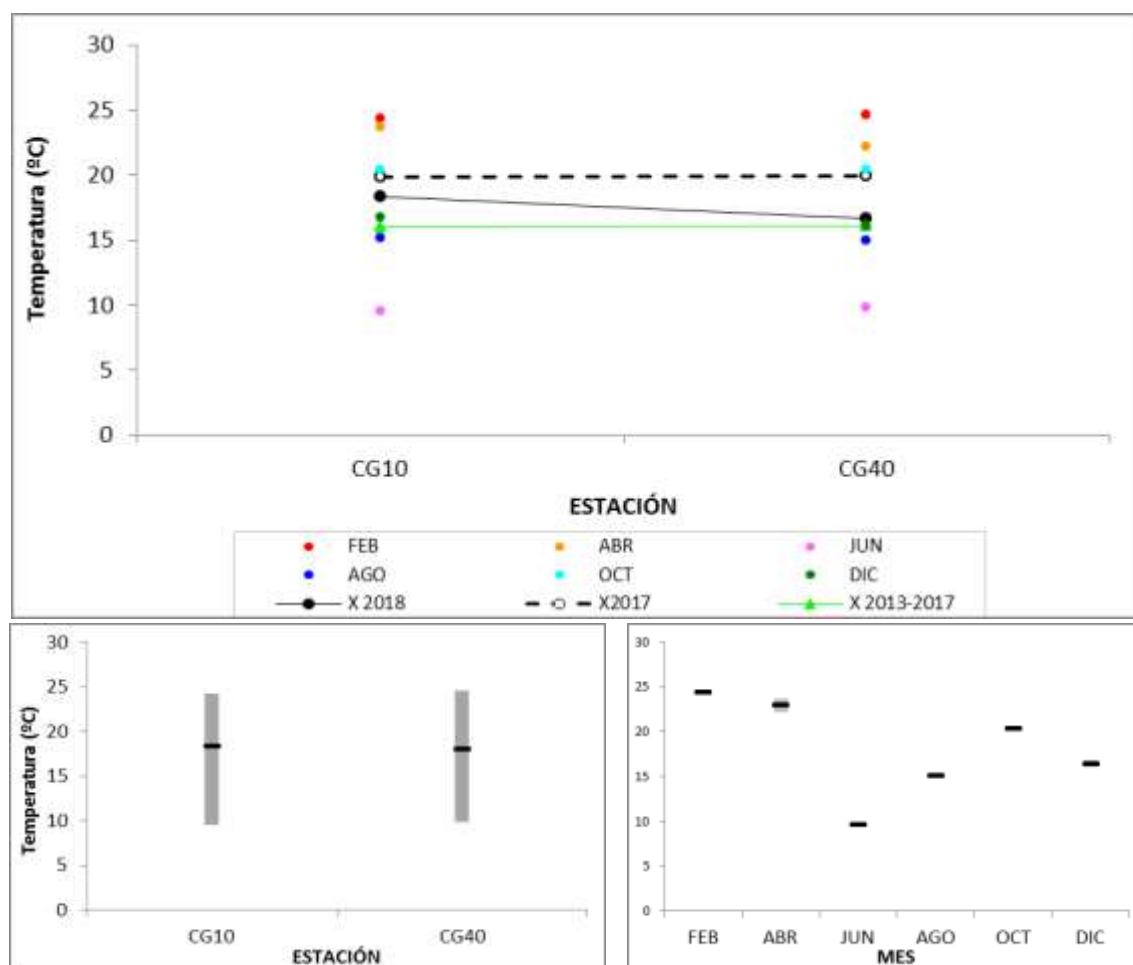 30
25
20
15
10
5
0
Temperatura (ºC)
CG10 CG40
ESTACIÓN
FEB ABR JUN
AGO OCT DIC
X 2018 X2017 X 2013-2017
30
25
20
15
10
5
0
Temperatura (ºC)
CG10 CG40
ESTACIÓN
30
25
20
15
10
5
0
FEB ABR JUN AGO OCT DIC
MES